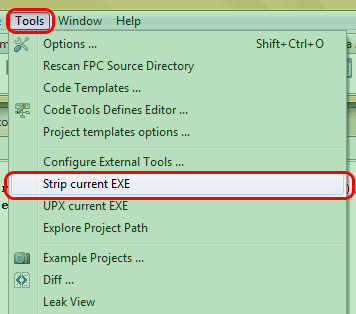 Tools Window Help
Options ... Shift+Ctrl+O
Rescan FPC Source Directory
Code Templates ...
CodeTools Defines Editor ...
Project templates options ...
Configure External Tools ...
Strip current EXE
UPX current EXE
Explore Project Path
Example Projects ...
Diff ...
Leak View